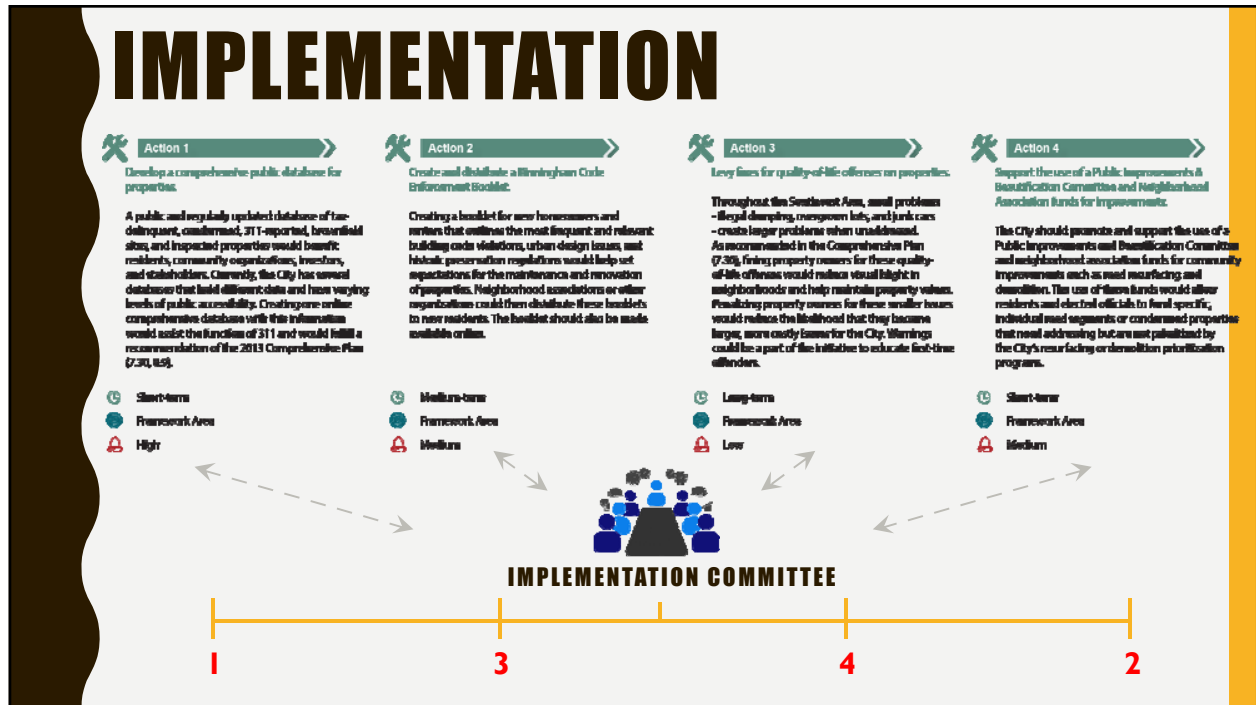 IMPLEMENTATION
Action 1
Develop a comprehensive public database for
properties.
A public and regularly updated database of tax-
delinquent, condemned, 311-reported, brownfield
sites, and inspected properties would benefit
residents, community organizations, investors,
and stakeholders. Currently, the City has several
databases that hold different data and have varying
levels of public accessibility. Creating one online
comprehensive database with this information
would assist the function of 311 and would fulfill a
recommendation of the 2013 Comprehensive Plan
Short-term
Framework Area
High
Action 2
Create and distribute a Birmingham Code
Enforcement Booklet.
Creating a booklet for new homeowners and
renters that outlines the most frequent and relevant
building code violations, urban design issues, and
historic preservation regulations would help set
expectations for the maintenance and renovation
of properties. Neighborhood associations or other
organizations could then distribute these booklets
to new residents. The booklet should also be made
available online.
Medium-term
Framework Area
Medium
Action 3
Levy fines for quality-of-life offenses on properties.
Throughout the Southwest Area, small problems
- illegal dumping, overgrown lots, and junk cars
- create larger problems when unaddressed.
As recommended in the Comprehensive Plan
(7.30), fining property owners for these quality-
of-life offenses would reduce visual blight in
neighborhoods and help maintain property values.
Penalizing property owners for these smaller issues
would reduce the likelihood that they become
larger, more costly issues for the City. Warnings
could be a part of the initiative to educate first-time
offenders.
Long-term
Framework Area
Low
Action 4
Support the use of a Public Improvements &
Beautification Committee and Neighborhood
Association funds for improvements.
The City should promote and support the use of a
Public Improvements and Beautification Committee
and neighborhood association funds for community
improvements such as road resurfacing and
demolition. The use of these funds would allow
residents and elected officials to fund specific,
individual road segments or condemned properties
that need addressing but are not prioritized by
the City's resurfacing or demolition prioritization
programs.
Short-term
Framework Area
Medium
IMPLEMENTATION COMMITTEE
1
3
4
2